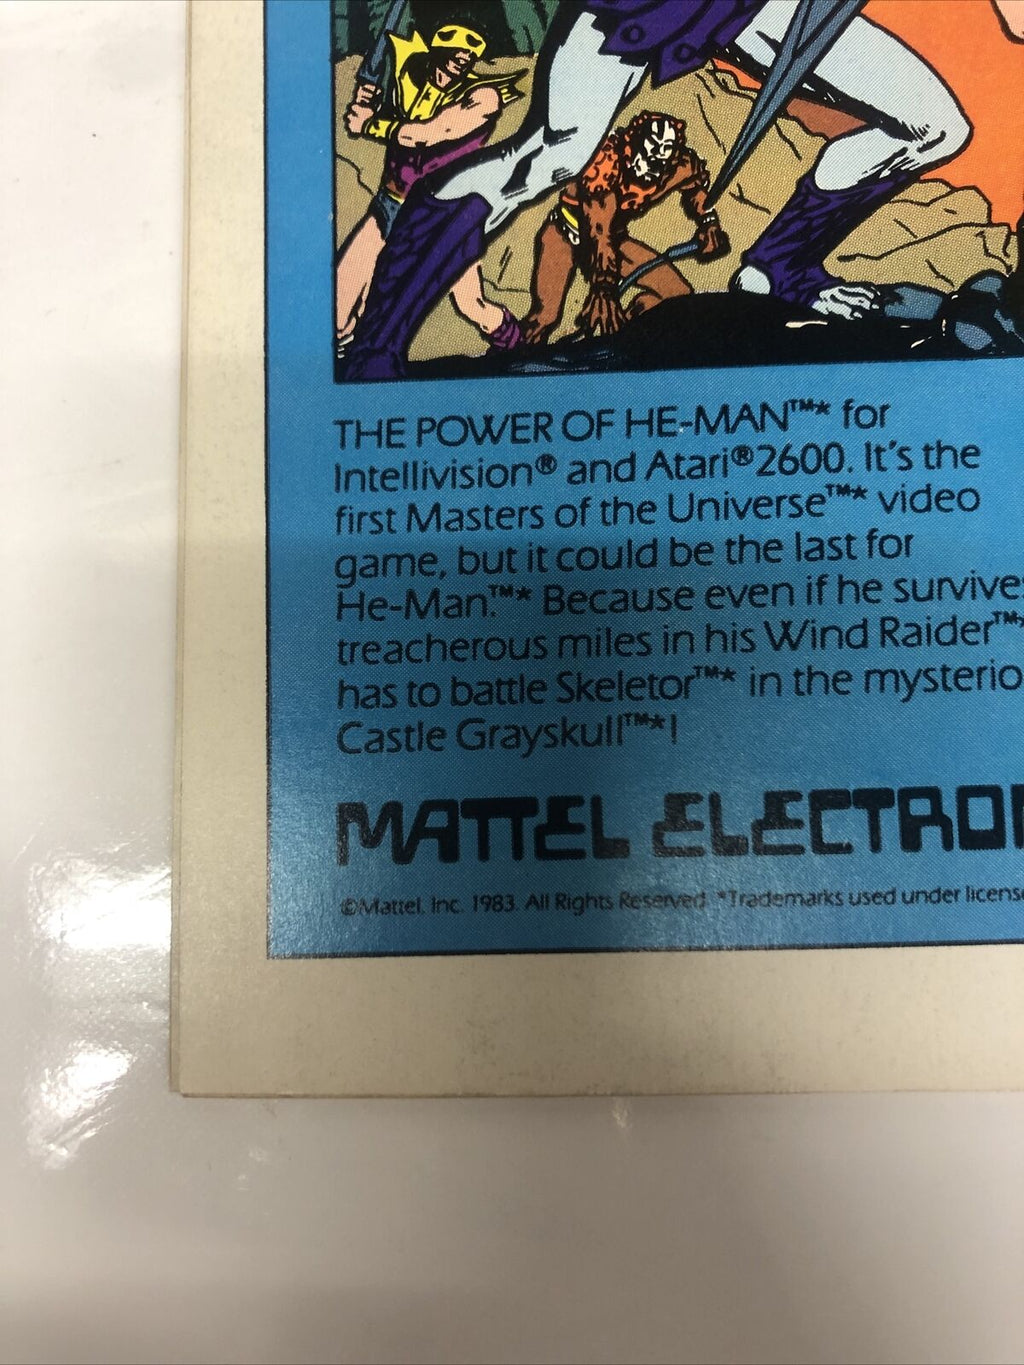 THE POWER OF HE-MAN™* for
Intellivision® and Atari®2600. It's the
first Masters of the Universe™* video
game, but it could be the last for
He-Man.™* Because even if he survives
treacherous miles in his Wind Raider™*
has to battle Skeletor™* in the
Castle Grayskull™*!
MATTEL
©Mattel, Inc. 1983. All Rights Reserved. *Trademarks used under license